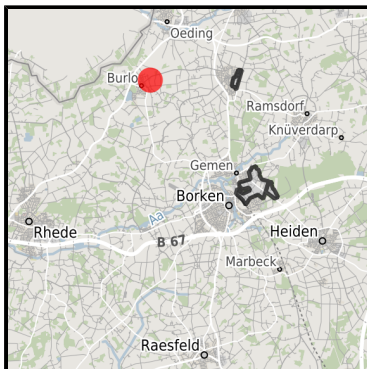 Oeding
Burlo
Ramsdorf
Knüverdarp
Gemen
Borken
Aa
Rhede
B 67
Heiden
Marbeck
Raesfeld